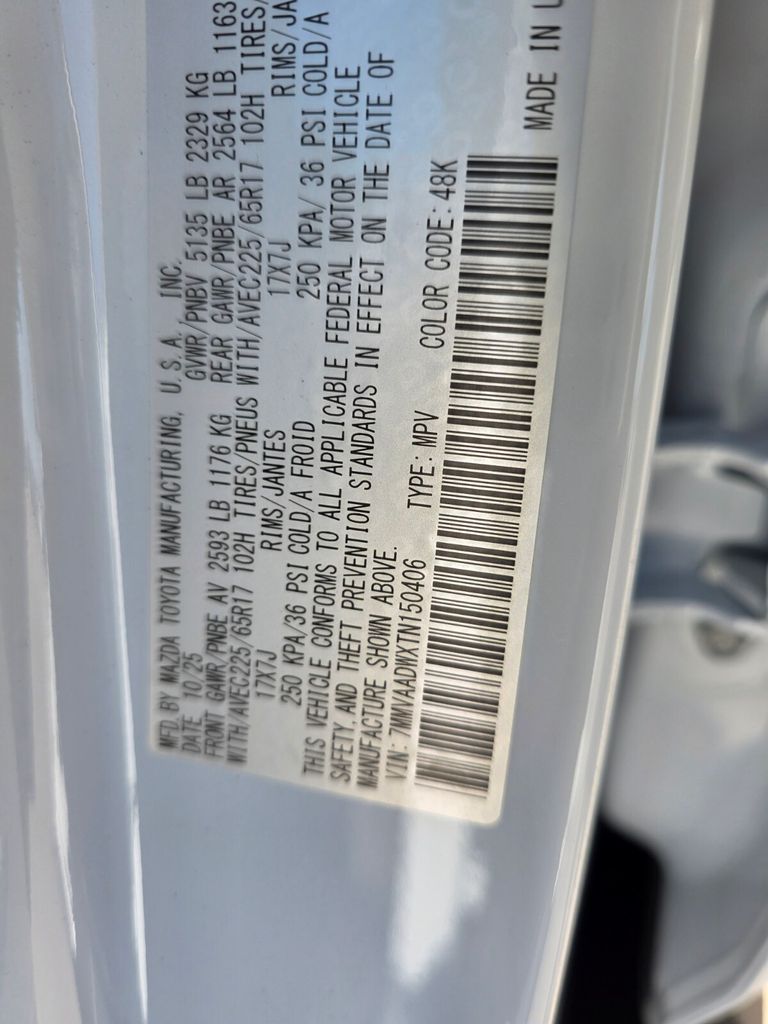 MFD. BY MAZDA TOYOTA MANUFACTURING, U.S.A., INC.
DATE 10/25 GVWR/PNBV 5135 LB 2329 KG
FRONT GAWR/PNBE AV 2593 LB 1176 KG REAR GAWR/PNBE AR 2564 LB 1163
WITH/AVEC225/65R17 102H TIRES/PNEUS WITH/AVEC225/65R17 102H TIRES/
17X7J RIMS/JANTES 17X7J RIMS/JA
250 KPA/36 PSI COLD/A FROID 250 KPA/ 36 PSI COLD/A
THIS VEHICLE CONFORMS TO ALL APPLICABLE FEDERAL MOTOR VEHICLE
SAFETY, AND THEFT PREVENTION STANDARDS IN EFFECT ON THE DATE OF
MANUFACTURE SHOWN ABOVE.
VIN: 7MMVAADWXTN150406 TYPE: MPV COLOR CODE: 48K
MADE IN U